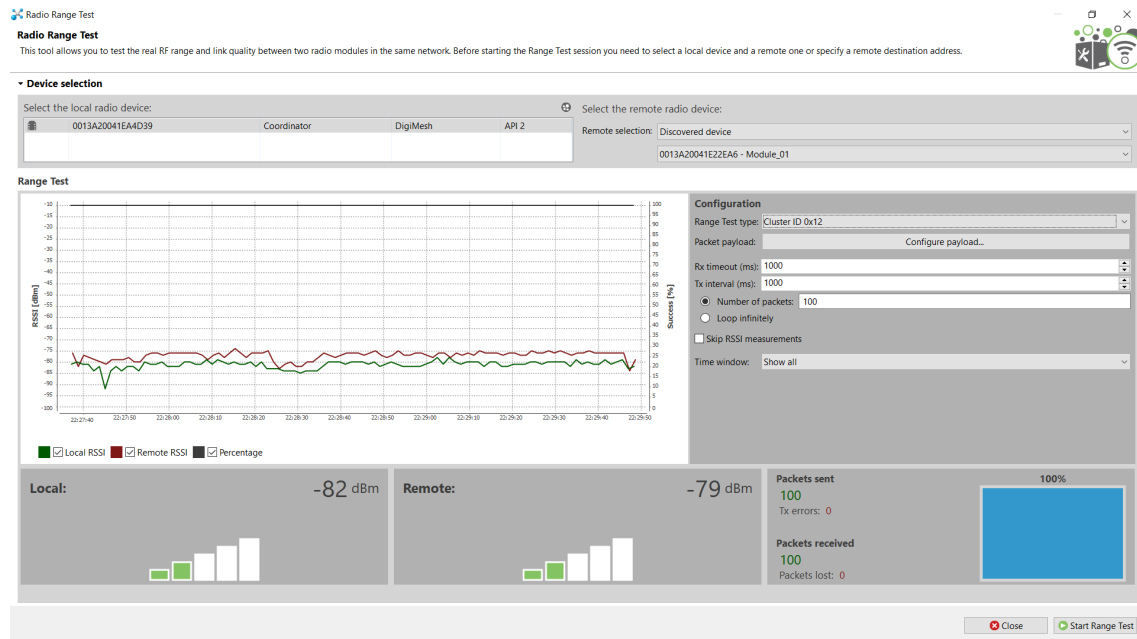 Radio Range Test
Radio Range Test
This tool allows you to test the real RF range and link quality between two radio modules in the same network. Before starting the Range Test session you need to select a local device and a remote one or specify a remote destination address.
Device selection
Select the local radio device:
0013A20041EA4D39 Coordinator DigiMesh API 2
Select the remote radio device:
Remote selection: Discovered device
0013A20041E22EA6 - Module_01
Range Test
RSSI [dBm]
-10
-15
-20
-25
-30
-35
-40
-45
-50
-55
-60
-65
-70
-75
-80
-85
-90
-95
-100
100
95
90
85
80
75
70
65
60
55
50
45
40
35
30
25
20
15
10
5
0
Success [%]
22:27:40 22:27:50 22:28:00 22:28:10 22:28:20 22:28:30 22:28:40 22:28:50 22:29:00 22:29:10 22:29:20 22:29:30 22:29:40 22:29:50
Local RSSI Remote RSSI Percentage
Configuration
Range Test type: Cluster ID 0x12
Packet payload: Configure payload...
Rx timeout (ms): 1000
Tx interval (ms): 1000
Number of packets: 100
Loop infinitely
Skip RSSI measurements
Time window: Show all
Local: -82 dBm
Remote: -79 dBm
Packets sent
100
Tx errors: 0
Packets received
100
Packets lost: 0
100%
Close Start Range Test